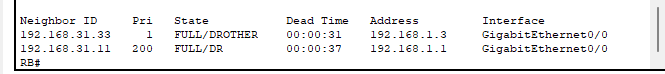 Neighbor ID     Pri   State           Dead Time   Address         Interface
192.168.31.33     1   FULL/DROTHER    00:00:31    192.168.1.3     GigabitEthernet0/0
192.168.31.11   200   FULL/DR         00:00:37    192.168.1.1     GigabitEthernet0/0
RB#